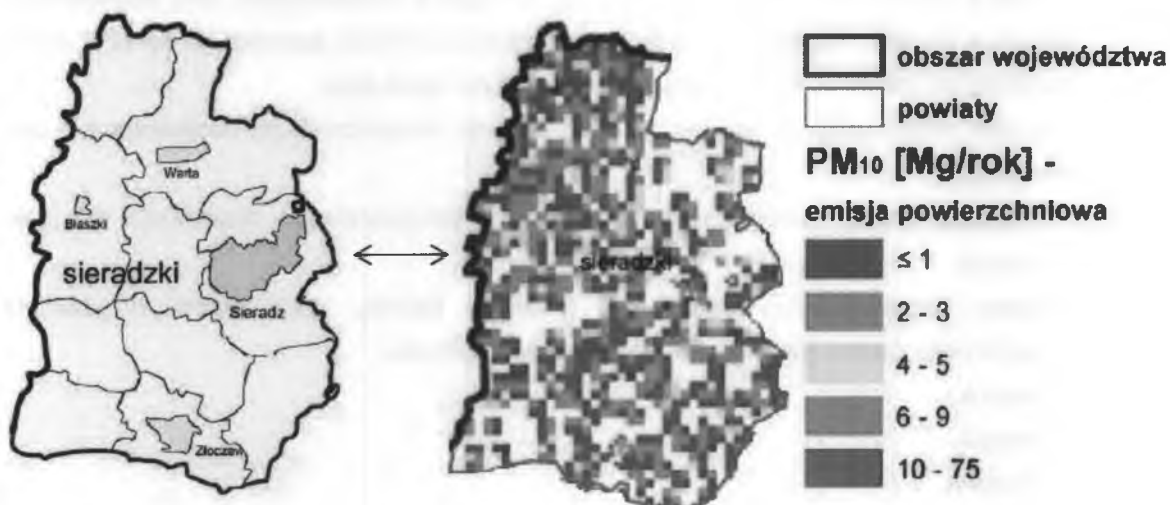 Warta
Błaszki
sieradzki
Sieradz
Złoczew
sieradzki
obszar województwa
powiaty
PM10 [Mg/rok] -
emisja powierzchniowa
≤ 1
2 - 3
4 - 5
6 - 9
10 - 75